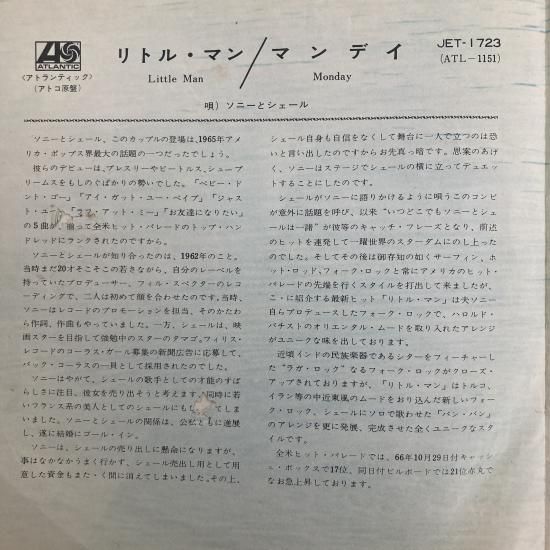 ATLANTIC
〈アトランティック〉
(アトコ原盤)
リトル・マン/マンデイ
Little Man
Monday
JET-1723
(ATL-1151)
唄) ソニーとシェール
ソニーとシェール、このカップルの登場は、1965年アメ
リカ・ポップス界最大の話題の一つだったでしょう。
彼らのデビューは、プレスリーやビートルス、シュープ
リームスをもしのぐばかりの勢いでした。「ベビー・ド
ント・ゴー」「アイ・ガット・ユー・ベイブ」「ジャス
ト・ユー」「 ・アット・ミー」「お友達になりたい」
の5曲が、揃って全米ヒット・パレードのトップ・ハン
ドレッドにランクされたのですから。
ソニーとシェールが知り合ったのは、1962年のこと。
当時まだ20才そこそこの若さながら、自分のレーベルを
持っていたプロデューサー、フィル・スペクターのレコ
ーディングで、二人は初めて顔を合わせたのです。当時、
ソニーはレコードのプロモーションを担当、そのかたわ
ら作詞、作曲もやっていました。一方、シェールは、映
画スターを目指して強勉中のスターのタマゴ。フィリス・
レコードのコーラス・ガール募集の新聞広告に応募して、
バック・コーラスの一員として採用されたのでした。
ソニーはやがて、シェールの歌手としての才能のすば
らしさに注目、彼女を売り出そうと考えます。同時に若
いフランス系の美人としてのシェールにも てしま
いました。ソニーとシェールの関係は、公私ともに進展
し、遂に結婚にゴール・イン。
ソニーは、シェールの売り出しに懸命になりますが、
事はなかなかうまく行かず、シェール売出し用として用
意した資金もまた・く間に消えてしまいました。その上、
シェール自身も自信をなくして舞台に一人で立つのは恐
いと言い出したのですからお先真っ暗です。思案のあげ
く、ソニーはステージでシェールの横に立ってデュエッ
トすることにしたのです。
シェールがソニーに語りかけるように唄うこのコンビ
が意外に話題を呼び、以来“いつどこでもソニーとシェ
ールは一諸”が彼等のキャッチ・フレーズとなり、前述
のヒットを連発して一躍世界のスターダムにのし上った
のでした。そしてその後は御存知の如くサーフィン、ホ
ット・ロッド、フォーク・ロックと常にアメリカのヒット・
パレードの先端を行くスタイルを打出して来ましたが、
こゝに紹介する最新ヒット「リトル・マン」は夫ソニー
自らプロデュースしたフォーク・ロックで、ハロルド・
バチストのオリエンタル・ムードを取り入れたアレンジ
がユニークな味を出しております。
近頃インドの民族楽器であるシターをフィーチャーし
た“ラガ・ロック”なるフォーク・ロックがクローズ・
アップされておりますが、「リトル・マン」はトルコ、
イラン等の中近東風のムードをおり込んだ新しいフォー
ク・ロック、シェールにソロで歌わせた「バン・バン」
のアレンジを更に発展、完成させた全くユニークなスタ
イルです。
全米ヒット・パレードでは、66年10月29日付キャッシ
ュ・ボックスで17位、同日付ビルボードでは21位赤丸で
なお急上昇しております。